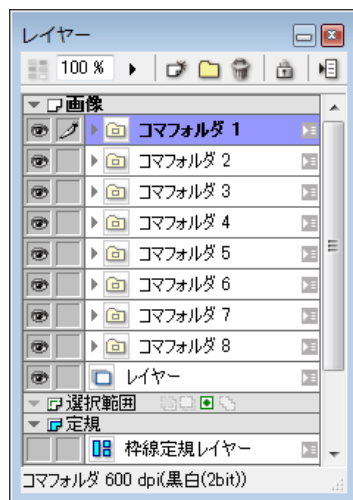 レイヤー
100 %
画像
コマフォルダ 1
コマフォルダ 2
コマフォルダ 3
コマフォルダ 4
コマフォルダ 5
コマフォルダ 6
コマフォルダ 7
コマフォルダ 8
レイヤー
選択範囲
定規
枠線定規レイヤー
コマフォルダ 600 dpi(黒白(2bit))